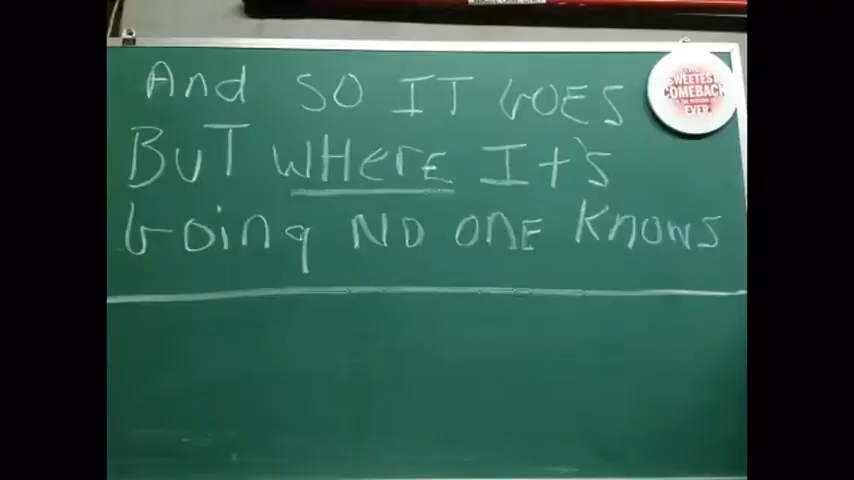 And SO IT GOES
BUT WHErE IT'S
Going NO ONE KNOWS
SWEETEST
COMEBACK
EVER